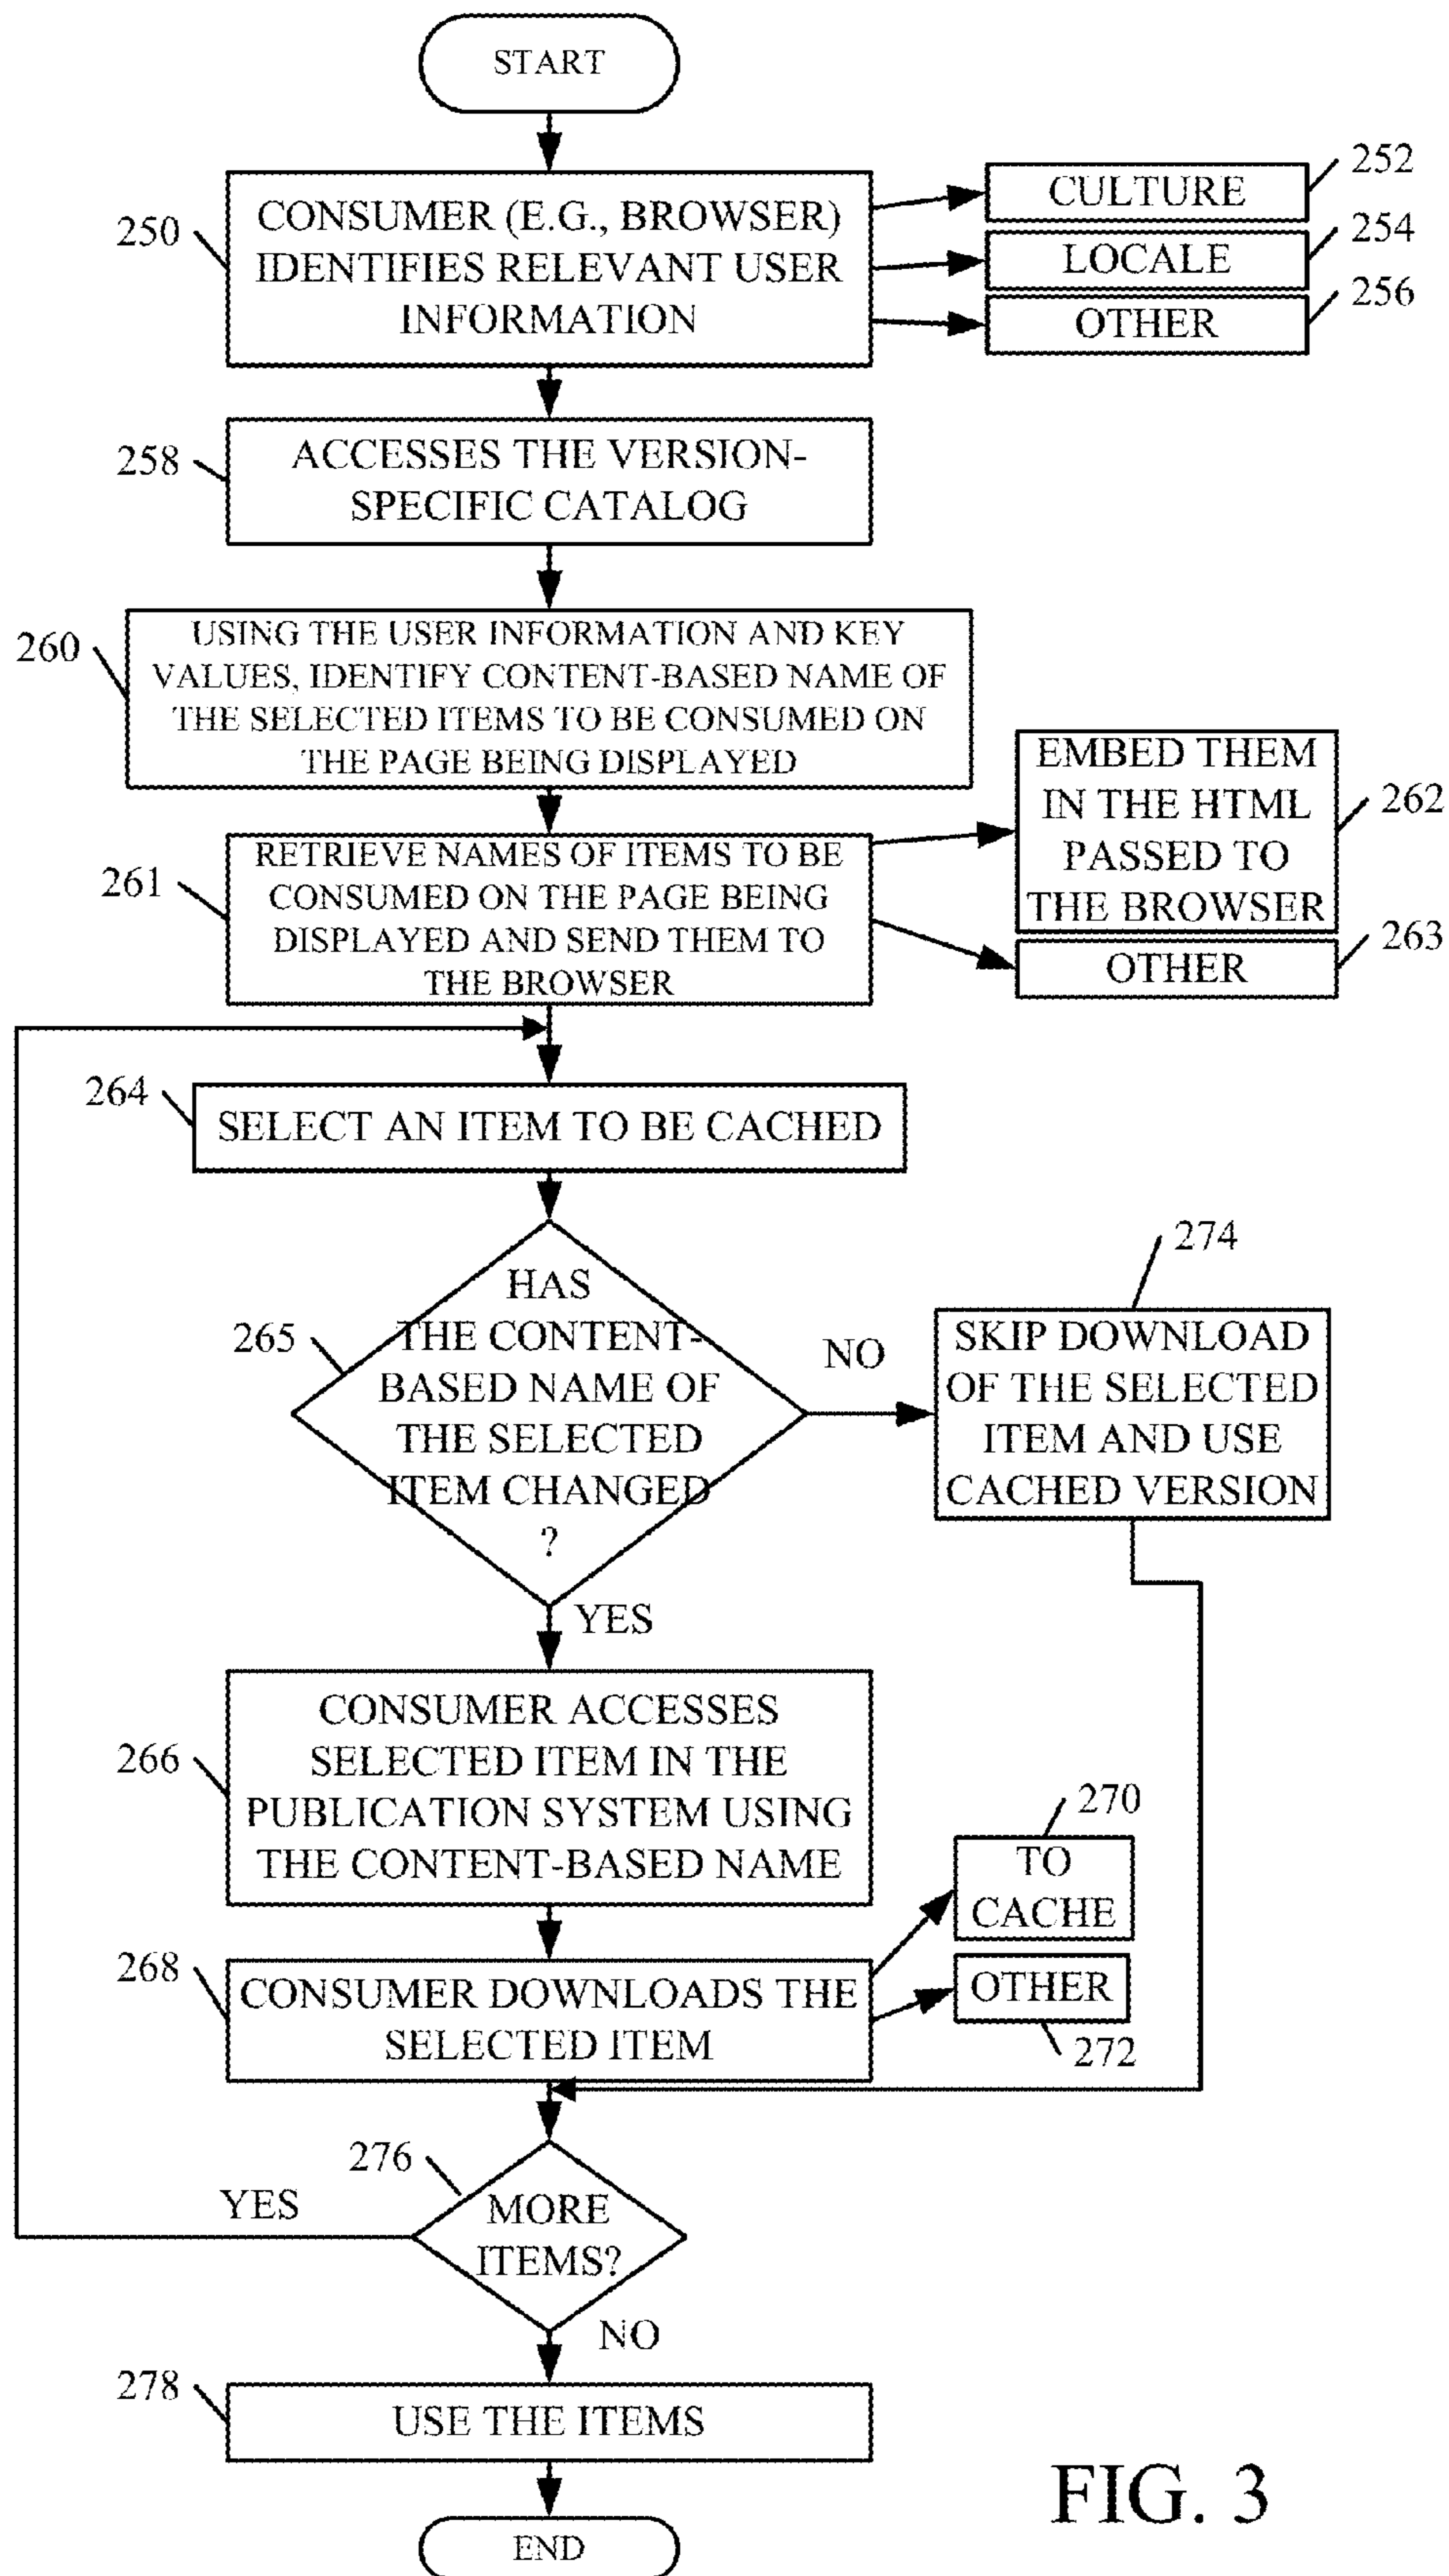 START
250
CONSUMER (E.G., BROWSER)
IDENTIFIES RELEVANT USER
INFORMATION
252
CULTURE
254
LOCALE
256
OTHER
258
ACCESSES THE VERSION-
SPECIFIC CATALOG
260
USING THE USER INFORMATION AND KEY
VALUES, IDENTIFY CONTENT-BASED NAME OF
THE SELECTED ITEMS TO BE CONSUMED ON
THE PAGE BEING DISPLAYED
261
RETRIEVE NAMES OF ITEMS TO BE
CONSUMED ON THE PAGE BEING
DISPLAYED AND SEND THEM TO
THE BROWSER
EMBED THEM
IN THE HTML
PASSED TO
THE BROWSER
262
263
OTHER
264
SELECT AN ITEM TO BE CACHED
265
HAS
THE CONTENT-
BASED NAME OF
THE SELECTED
ITEM CHANGED
?
NO
274
SKIP DOWNLOAD
OF THE SELECTED
ITEM AND USE
CACHED VERSION
YES
266
CONSUMER ACCESSES
SELECTED ITEM IN THE
PUBLICATION SYSTEM USING
THE CONTENT-BASED NAME
270
TO
CACHE
268
CONSUMER DOWNLOADS THE
SELECTED ITEM
OTHER
272
276
MORE
ITEMS?
YES
NO
278
USE THE ITEMS
END
FIG. 3